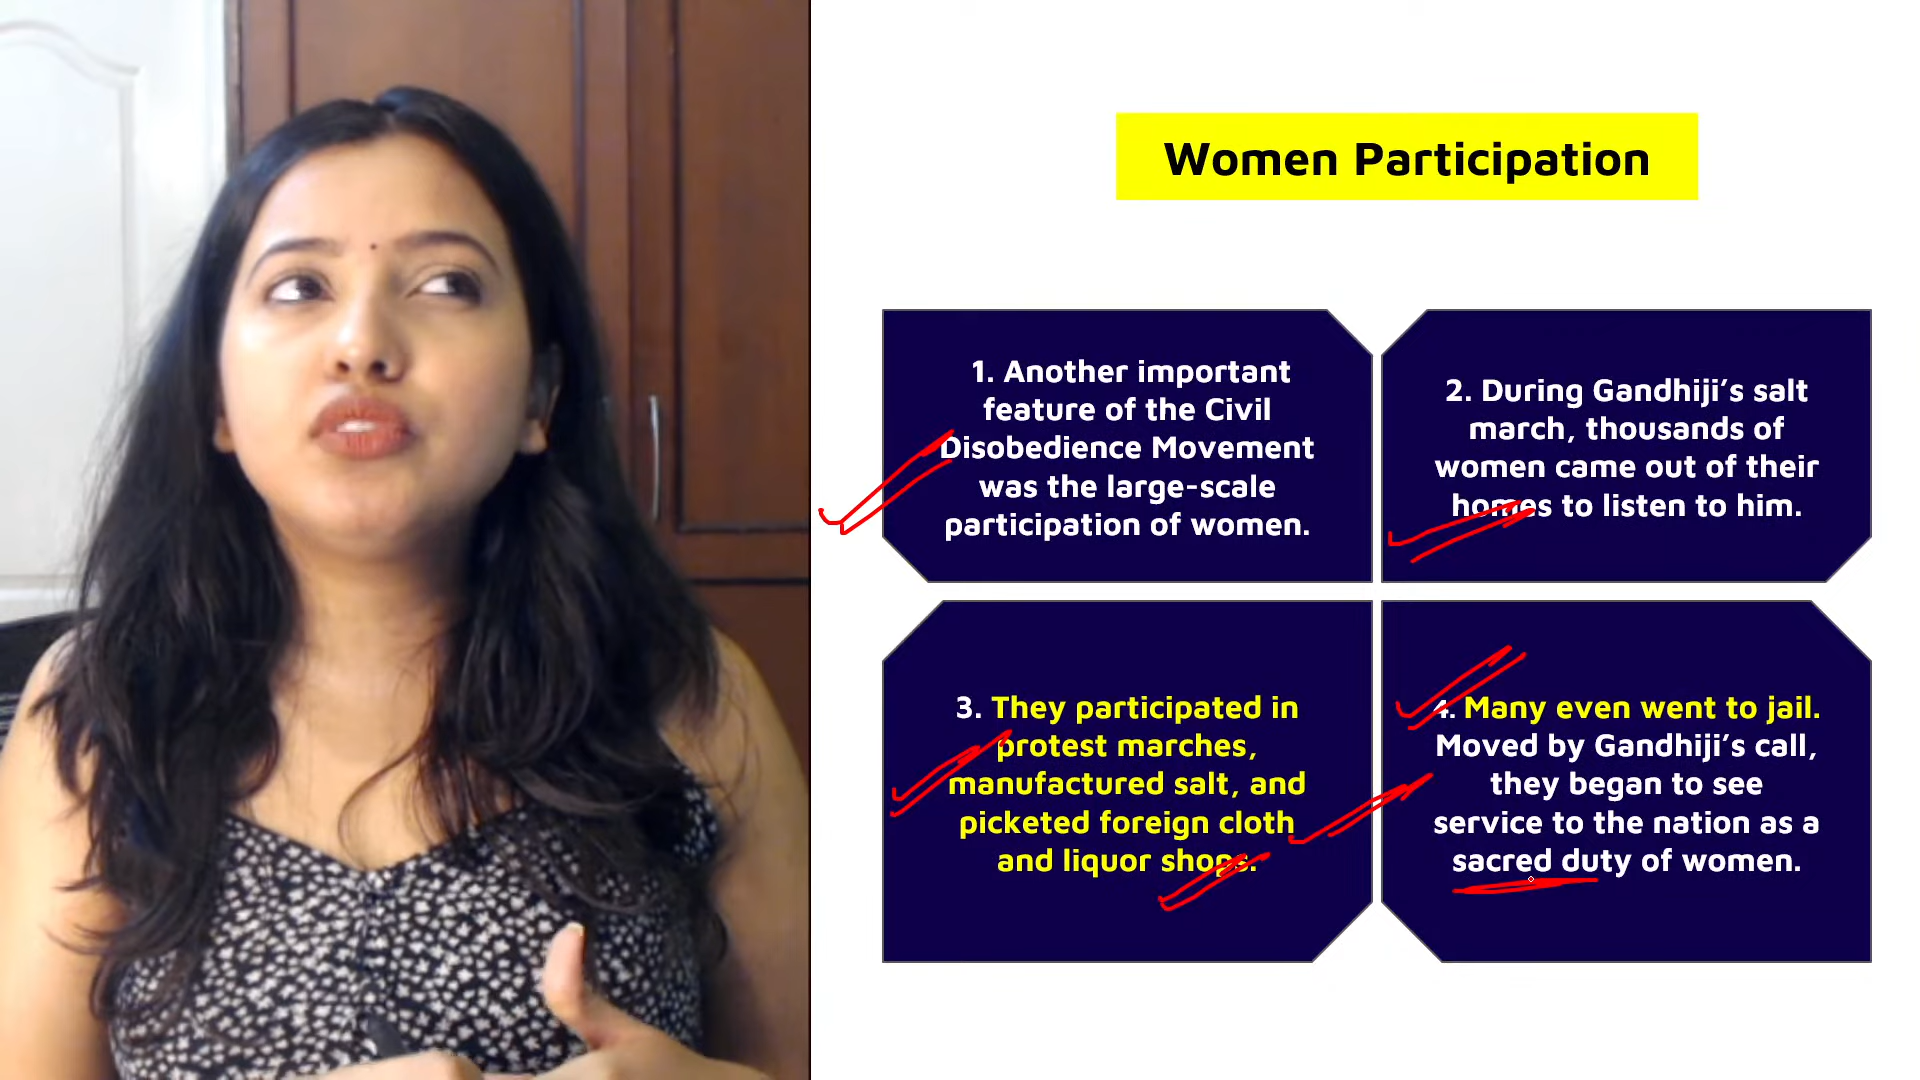 Women Participation
1. Another important
feature of the Civil
Disobedience Movement
was the large-scale
participation of women.
2. During Gandhiji’s salt
march, thousands of
women came out of their
homes to listen to him.
3. They participated in
protest marches,
manufactured salt, and
picketed foreign cloth
and liquor shops.
4. Many even went to jail.
Moved by Gandhiji’s call,
they began to see
service to the nation as a
sacred duty of women.